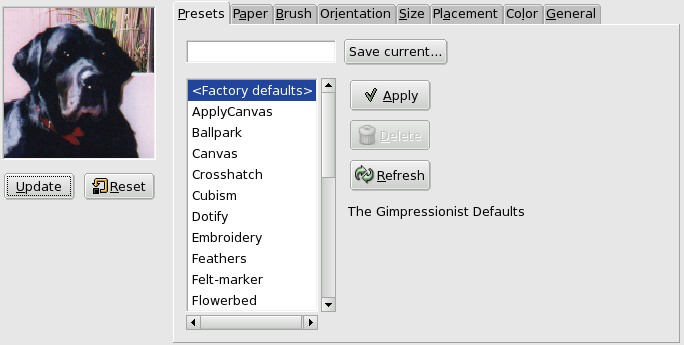 Presets Paper Brush Orientation Size Placement Color General
Save current...
<Factory defaults>
ApplyCanvas
Ballpark
Canvas
Crosshatch
Cubism
Dotify
Embroidery
Feathers
Felt-marker
Flowerbed
Apply
Delete
Refresh
The Gimpressionist Defaults
Update Reset